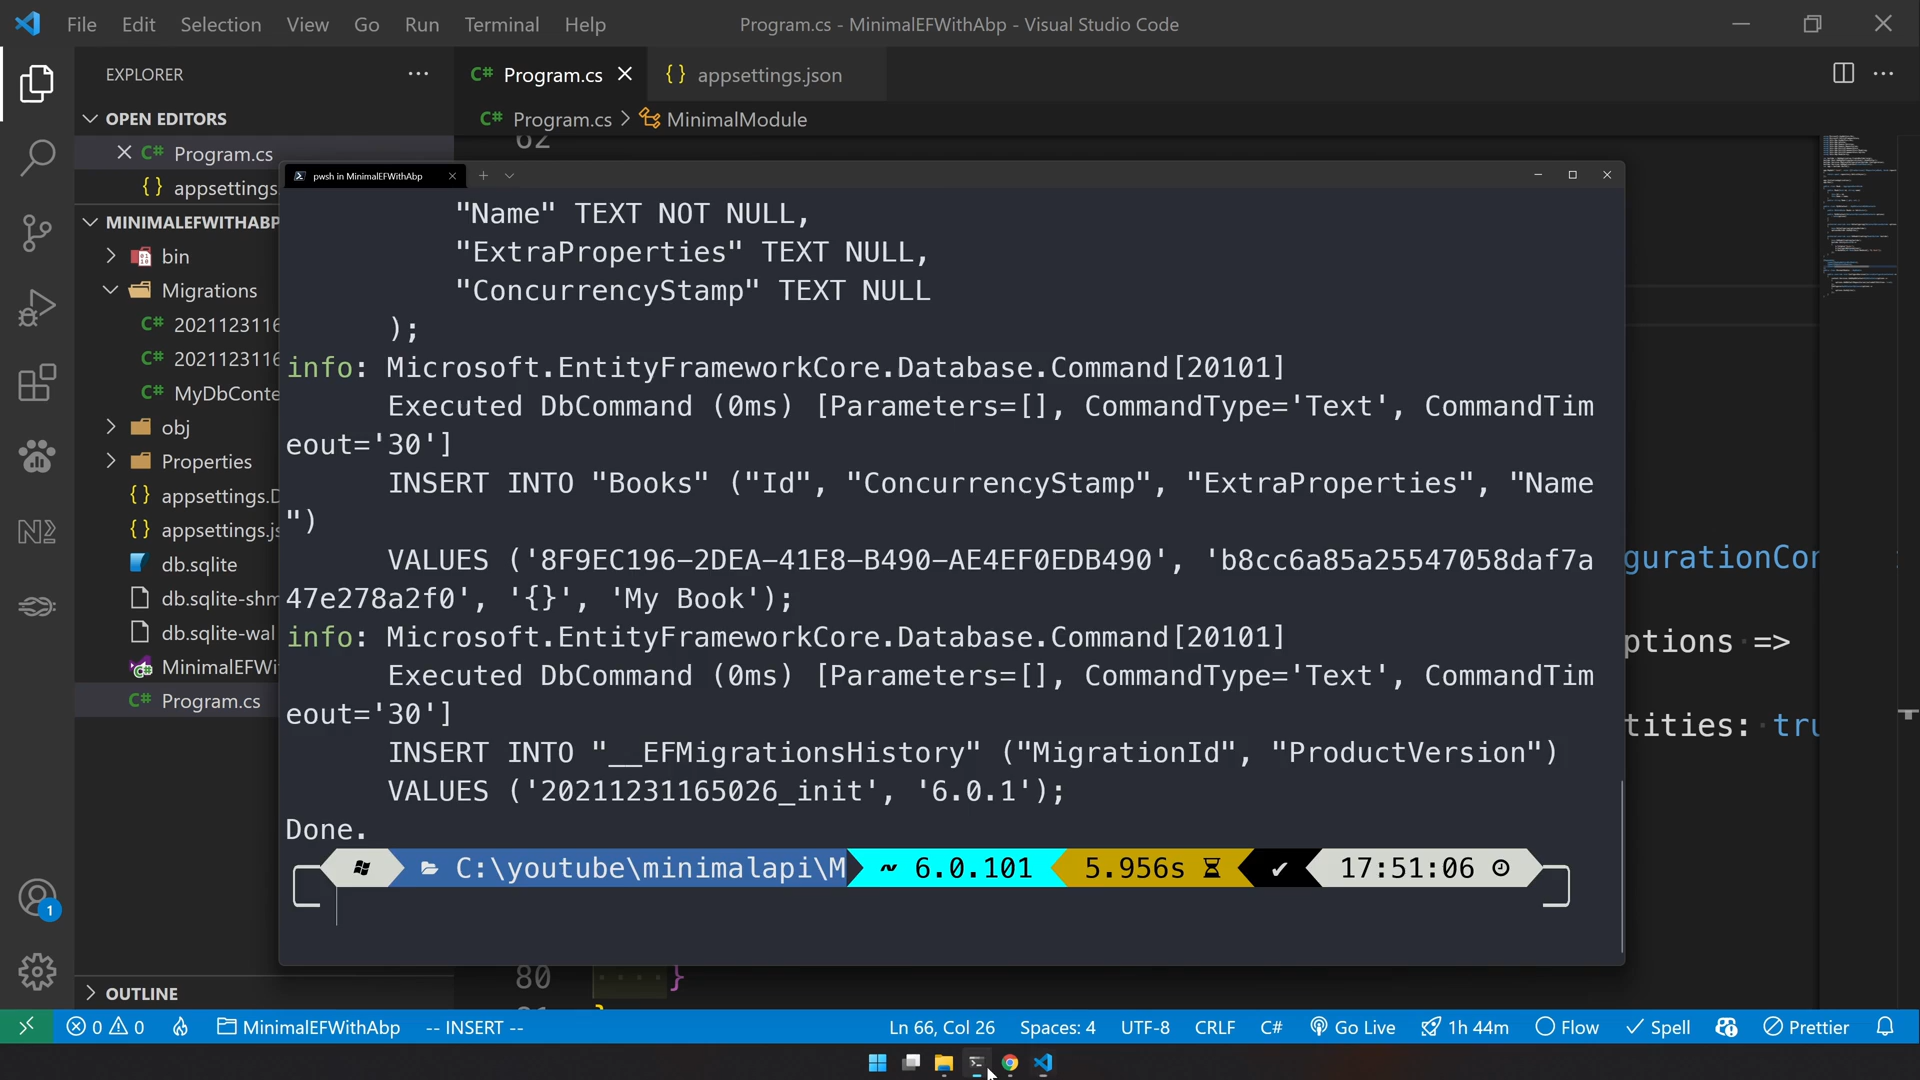 File Edit Selection View Go Run Terminal Help
Program.cs - MinimalEFWithAbp - Visual Studio Code
EXPLORER
C# Program.cs
{} appsettings.json
OPEN EDITORS
C# Program.cs > MinimalModule
62
C# Program.cs
{} appsettings
MINIMALEFWITHABP
bin
Migrations
C# 2021123116
C# 2021123116
C# MyDbConte
obj
Properties
{} appsettings.D
{} appsettings.js
db.sqlite
db.sqlite-shm
db.sqlite-wal
MinimalEFWi
C# Program.cs
OUTLINE
pwsh in MinimalEFWithAbp
"Name" TEXT NOT NULL,
"ExtraProperties" TEXT NULL,
"ConcurrencyStamp" TEXT NULL
);
info: Microsoft.EntityFrameworkCore.Database.Command[20101]
Executed DbCommand (0ms) [Parameters=[], CommandType='Text', CommandTim
eout='30']
INSERT INTO "Books" ("Id", "ConcurrencyStamp", "ExtraProperties", "Name
")
VALUES ('8F9EC196-2DEA-41E8-B490-AE4EF0EDB490', 'b8cc6a85a25547058daf7a
47e278a2f0', '{}', 'My Book');
info: Microsoft.EntityFrameworkCore.Database.Command[20101]
Executed DbCommand (0ms) [Parameters=[], CommandType='Text', CommandTim
eout='30']
INSERT INTO "__EFMigrationsHistory" ("MigrationId", "ProductVersion")
VALUES ('20211231165026_init', '6.0.1');
Done.
C:\youtube\minimalapi\M 6.0.101 5.956s ✔ 17:51:06
gurationCon
ptions =>
tities: tru
80 }
0 0 MinimalEFWithAbp -- INSERT -- Ln 66, Col 26 Spaces: 4 UTF-8 CRLF C# Go Live 1h 44m Flow Spell Prettier
N2
1